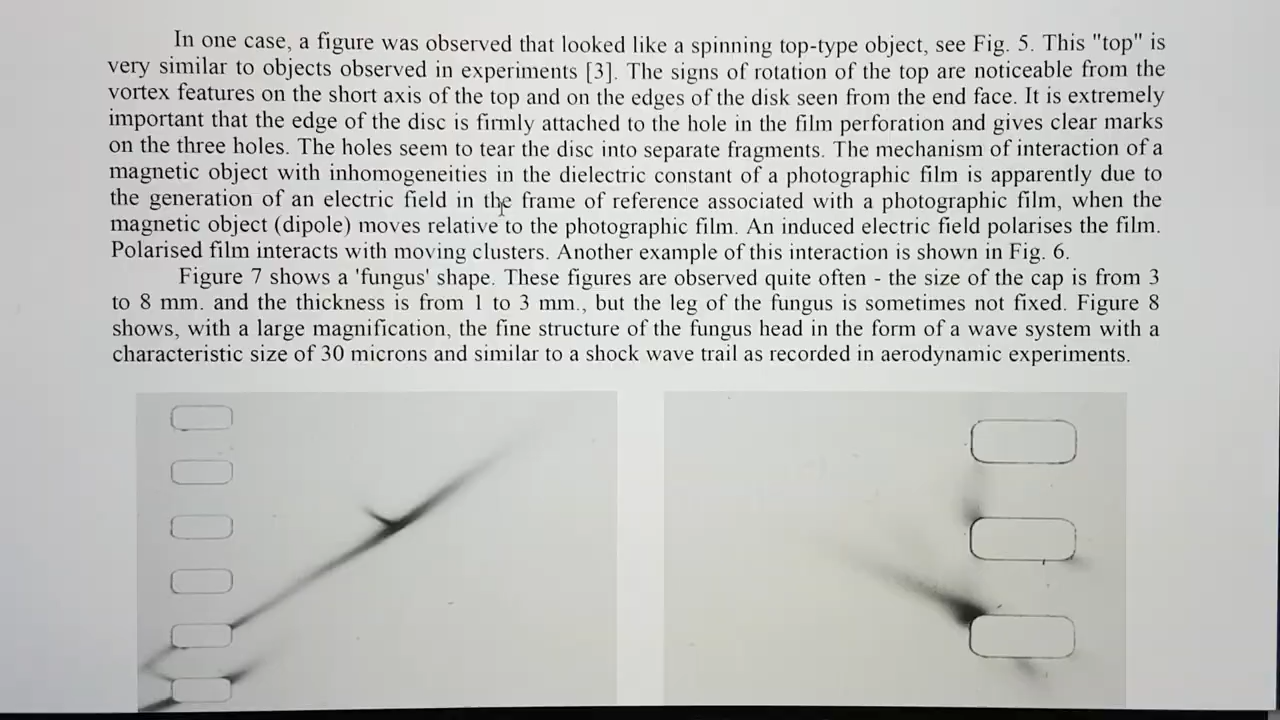 In one case, a figure was observed that looked like a spinning top-type object, see Fig. 5. This "top" is
very similar to objects observed in experiments [3]. The signs of rotation of the top are noticeable from the
vortex features on the short axis of the top and on the edges of the disk seen from the end face. It is extremely
important that the edge of the disc is firmly attached to the hole in the film perforation and gives clear marks
on the three holes. The holes seem to tear the disc into separate fragments. The mechanism of interaction of a
magnetic object with inhomogeneities in the dielectric constant of a photographic film is apparently due to
the generation of an electric field in the frame of reference associated with a photographic film, when the
magnetic object (dipole) moves relative to the photographic film. An induced electric field polarises the film.
Polarised film interacts with moving clusters. Another example of this interaction is shown in Fig. 6.
Figure 7 shows a 'fungus' shape. These figures are observed quite often - the size of the cap is from 3
to 8 mm. and the thickness is from 1 to 3 mm., but the leg of the fungus is sometimes not fixed. Figure 8
shows, with a large magnification, the fine structure of the fungus head in the form of a wave system with a
characteristic size of 30 microns and similar to a shock wave trail as recorded in aerodynamic experiments.